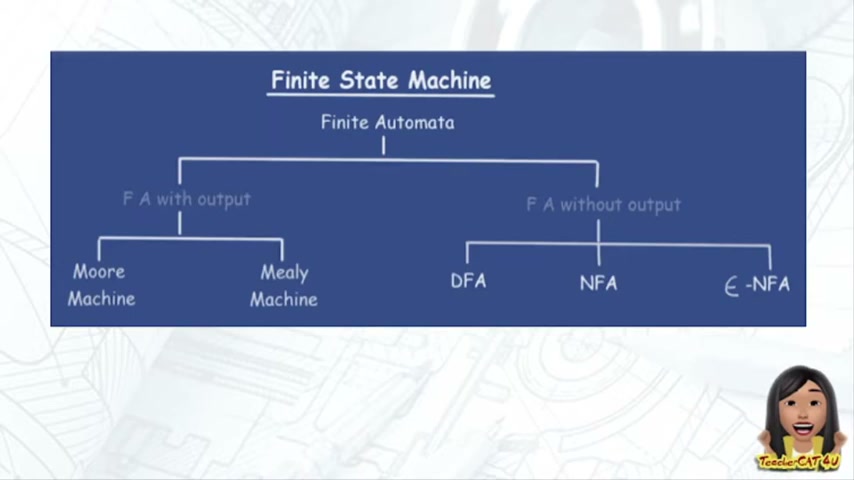 Finite State Machine
Finite Automata
F A with output
F A without output
Moore
Machine
Mealy
Machine
DFA
NFA
ϵ -NFA
TeacherCAT4U